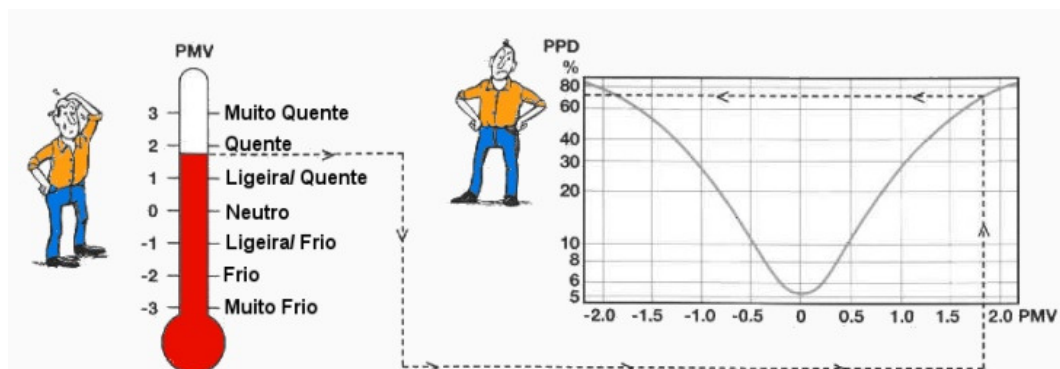 PMV
3 Muito Quente
2 Quente
1 Ligeira/ Quente
0 Neutro
-1 Ligeira/ Frio
-2 Frio
-3 Muito Frio
PPD
%
80
60
40
30
20
10
8
6
5
-2.0 -1.5 -1.0 -0.5 0 0.5 1.0 1.5 2.0 PMV